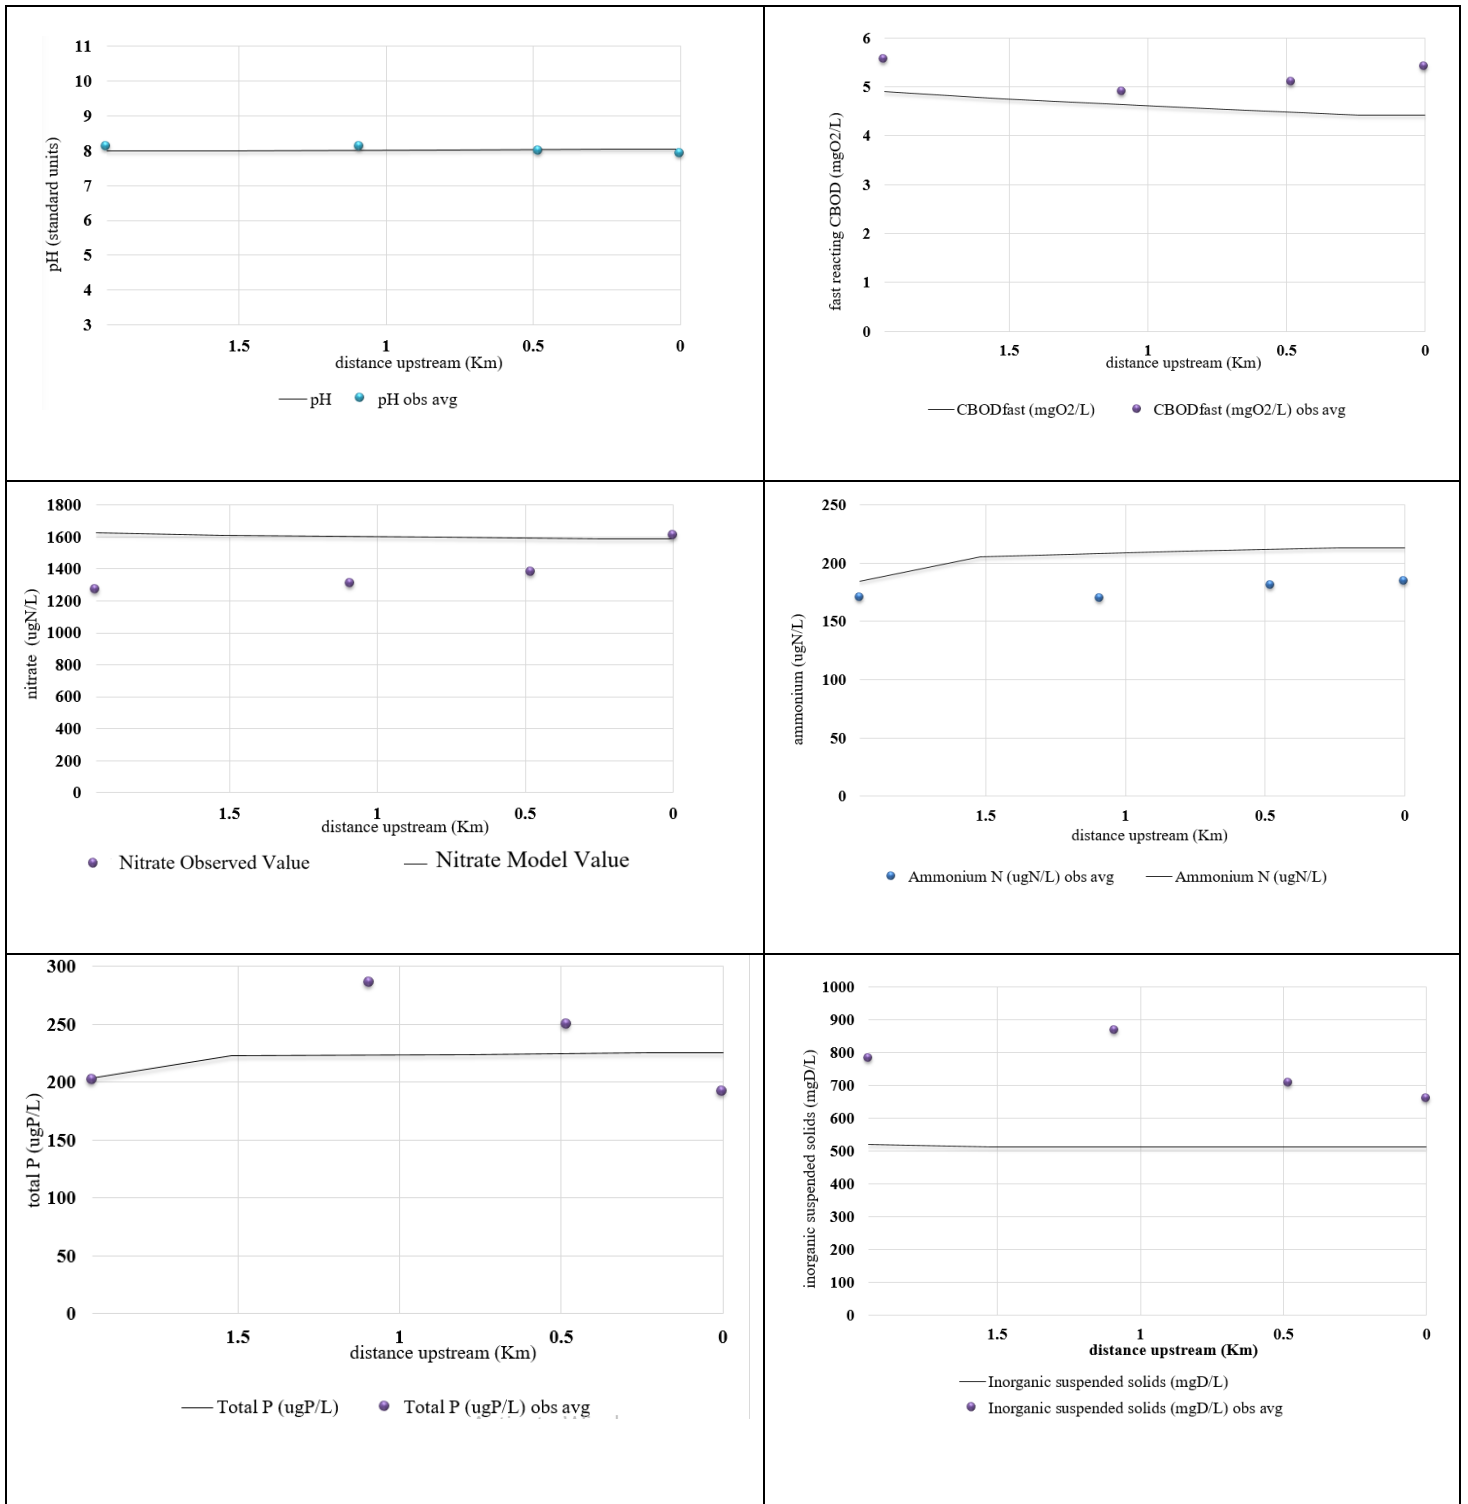 11
10
9
8
7
6
5
4
3
pH (standard units)
1.5 1 0.5 0
distance upstream (Km)
pH pH obs avg
6
5
4
3
2
1
0
fast reacting CBOD (mgO2/L)
1.5 1 0.5 0
distance upstream (Km)
CBODfast (mgO2/L) CBODfast (mgO2/L) obs avg
1800
1600
1400
1200
1000
800
600
400
200
0
nitrate (ugN/L)
1.5 1 0.5 0
distance upstream (Km)
Nitrate Observed Value Nitrate Model Value
250
200
150
100
50
0
ammonium (ugN/L)
1.5 1 0.5 0
distance upstream (Km)
Ammonium N (ugN/L) obs avg Ammonium N (ugN/L)
300
250
200
150
100
50
0
total P (ugP/L)
1.5 1 0.5 0
distance upstream (Km)
Total P (ugP/L) Total P (ugP/L) obs avg
1000
900
800
700
600
500
400
300
200
100
0
inorganic suspended solids (mgD/L)
1.5 1 0.5 0
distance upstream (Km)
Inorganic suspended solids (mgD/L)
Inorganic suspended solids (mgD/L) obs avg